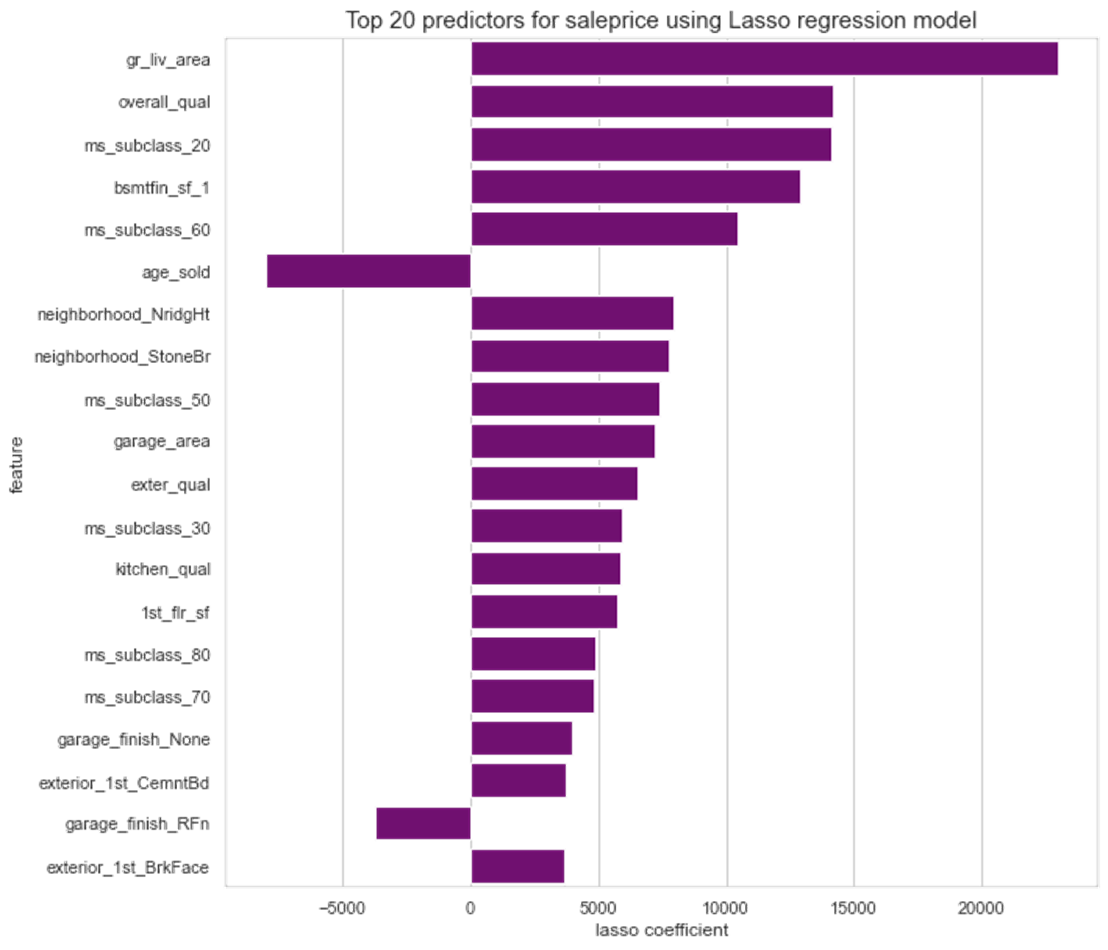 Top 20 predictors for saleprice using Lasso regression model
gr_liv_area
overall_qual
ms_subclass_20
bsmtfin_sf_1
ms_subclass_60
age_sold
neighborhood_NridgHt
neighborhood_StoneBr
ms_subclass_50
garage_area
exter_qual
ms_subclass_30
kitchen_qual
1st_flr_sf
ms_subclass_80
ms_subclass_70
garage_finish_None
exterior_1st_CemntBd
garage_finish_RFn
exterior_1st_BrkFace
feature
−5000 0 5000 10000 15000 20000
lasso coefficient